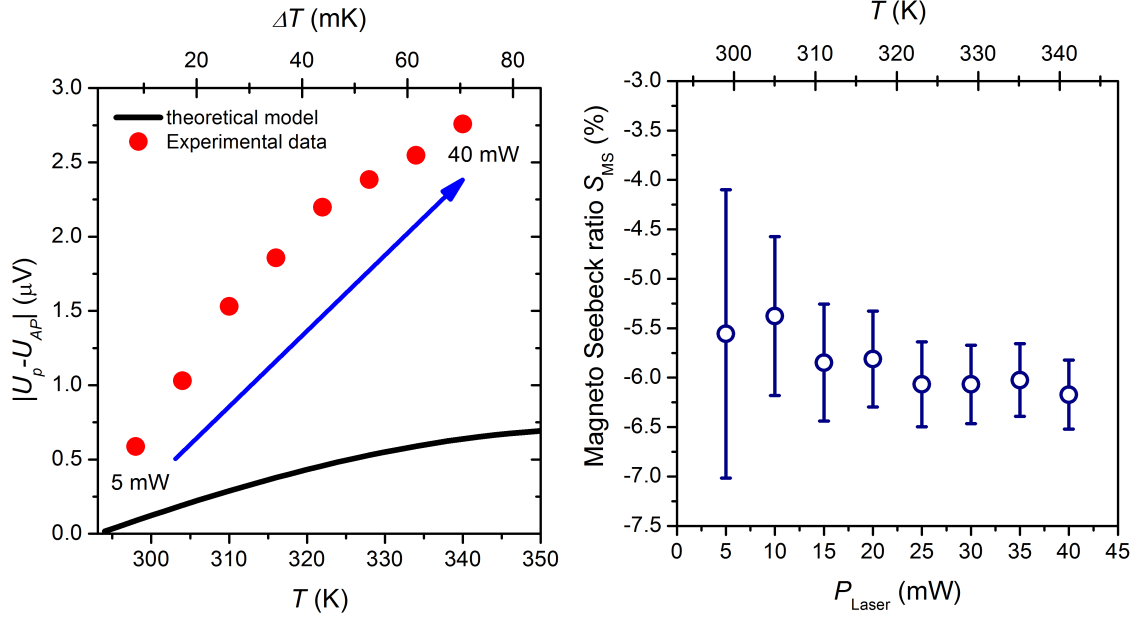 ΔT (mK)
20 40 60 80
3.0
2.5
2.0
1.5
1.0
0.5
0.0
|U_p -U_AP| (μV)
theoretical model
Experimental data
40 mW
5 mW
300 310 320 330 340 350
T (K)
T (K)
300 310 320 330 340
-3.0
-3.5
-4.0
-4.5
-5.0
-5.5
-6.0
-6.5
-7.0
-7.5
Magneto Seebeck ratio S_MS (%)
0 5 10 15 20 25 30 35 40 45
P_Laser (mW)